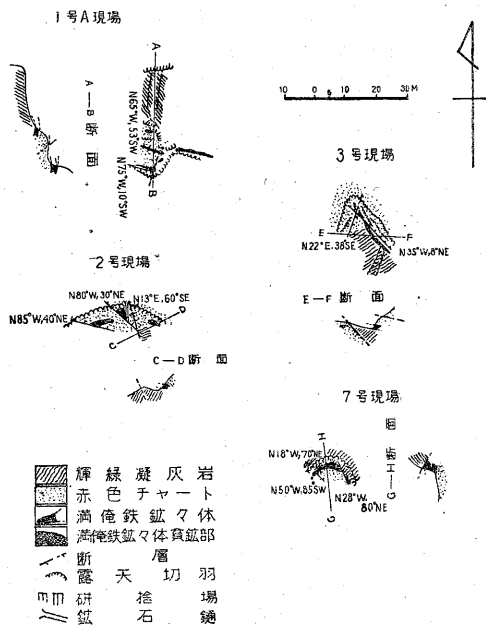 1号A現場
A
A—B断面
N65°W,53°SW
N75°W,10°SW
B
10 0 5 10 20 30M
3号現場
E
F
N22°E.38°SE
N35°W,8°NE
E—F断面
2号現場
N80°W,30°NE
N13°E.60°SE
N85°W,40°NE
D
C
C—D断面
7号現場
H
N18°W,70°NE
N50°W,85°SW
N28°W.80°NE
G
G—H断面
輝緑凝灰岩
赤色チャート
満俺鉄鉱々体
満俺鉄鉱々体貧鉱部
断層
露天切羽
研捨場
鉱石樋